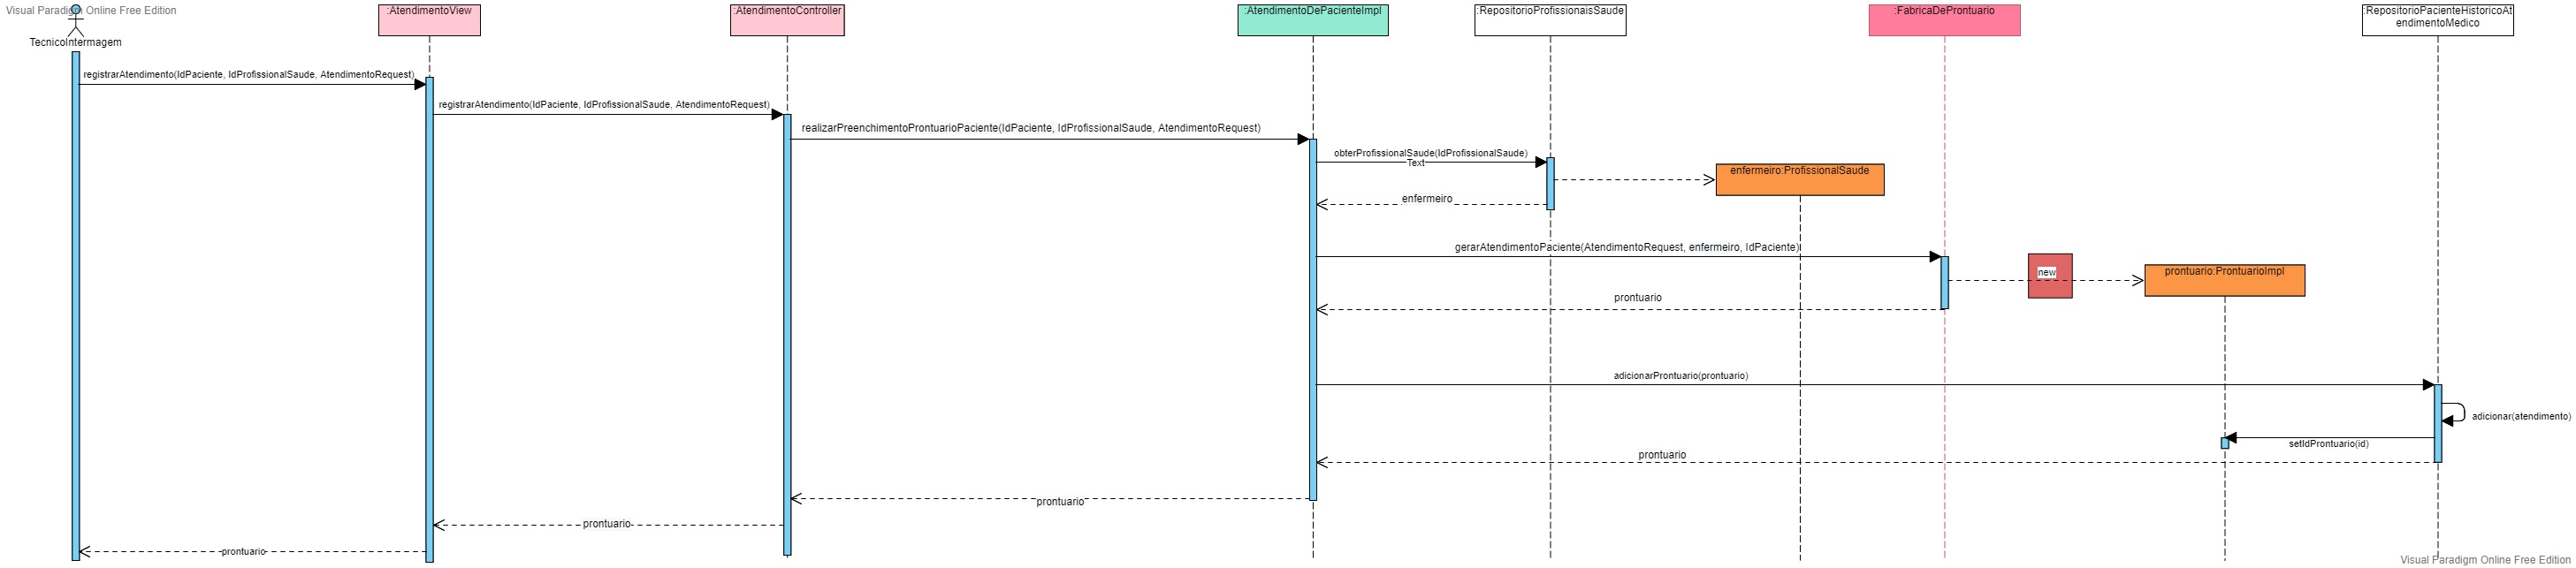 Visual Paradigm Online Free Edition
TecnicoIntermagem
:AtendimentoView
:AtendimentoController
:AtendimentoDePacienteImpl
:RepositorioProfissionaisSaude
:FabricaDeProntuario
:RepositorioPacienteHistoricoAt
endimentoMedico
registrarAtendimento(IdPaciente, IdProfissionalSaude, AtendimentoRequest)
registrarAtendimento(IdPaciente, IdProfissionalSaude, AtendimentoRequest)
realizarPreenchimentoProntuarioPaciente(IdPaciente, IdProfissionalSaude, AtendimentoRequest)
obterProfissionalSaude(IdProfissionalSaude)
Text
enfermeiro:ProfissionalSaude
enfermeiro
gerarAtendimentoPaciente(AtendimentoRequest, enfermeiro, IdPaciente)
new
prontuario:ProntuarioImpl
prontuario
adicionarProntuario(prontuario)
adicionar(atendimento)
setIdProntuario(id)
prontuario
prontuario
prontuario
prontuario
Visual Paradigm Online Free Edition